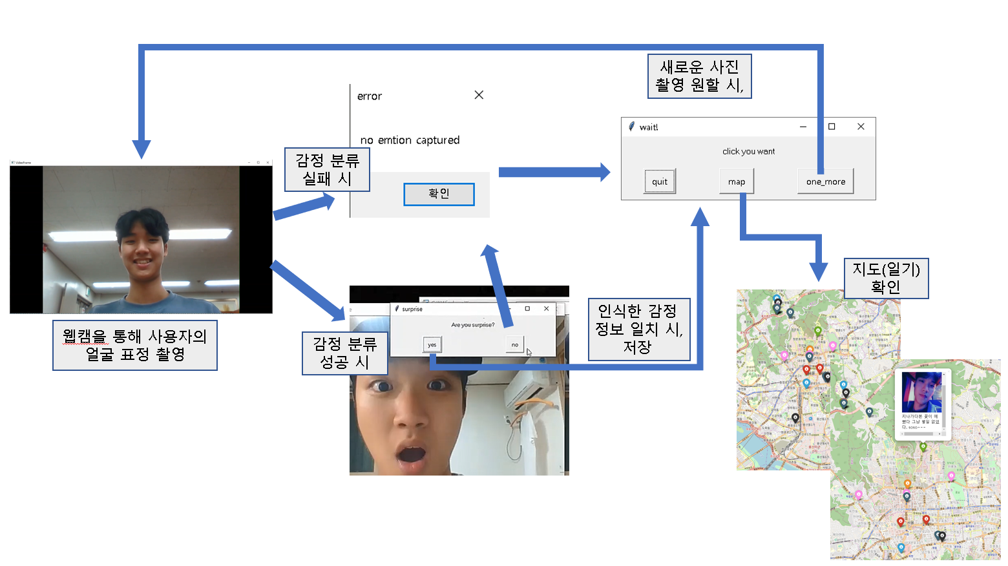 새로운 사진
촬영 원할 시,
error
no emtion captured
확인
감정 분류
실패 시
wait!
click you want
quit
map
one_more
웹캠을 통해 사용자의
얼굴 표정 촬영
감정 분류
성공 시
surprise
Are you surprise?
yes
no
인식한 감정
정보 일치 시,
저장
지도(일기)
확인